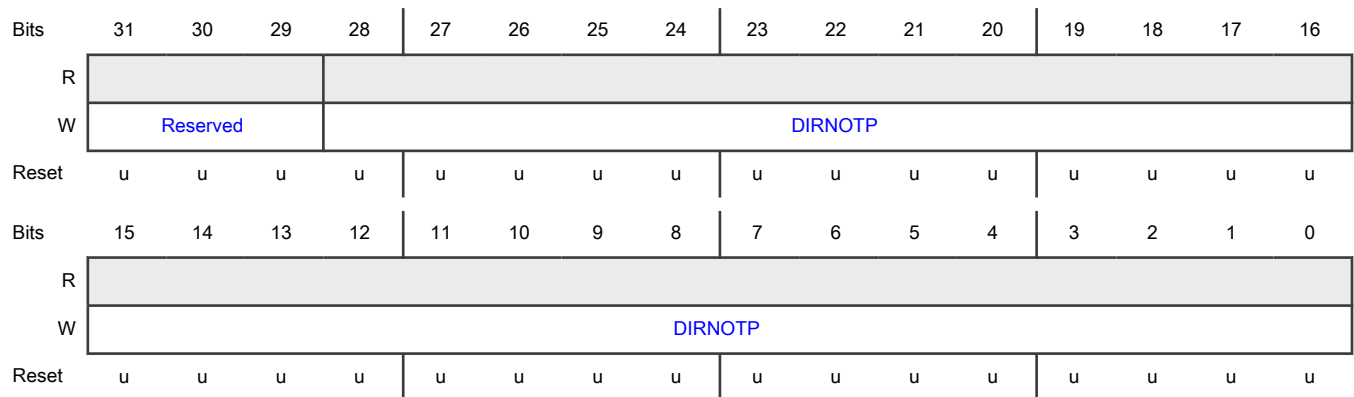 Bits 31 30 29 28 27 26 25 24 23 22 21 20 19 18 17 16
R
W Reserved DIRNOTP
Reset u u u u u u u u u u u u u u u u
Bits 15 14 13 12 11 10 9 8 7 6 5 4 3 2 1 0
R
W DIRNOTP
Reset u u u u u u u u u u u u u u u u